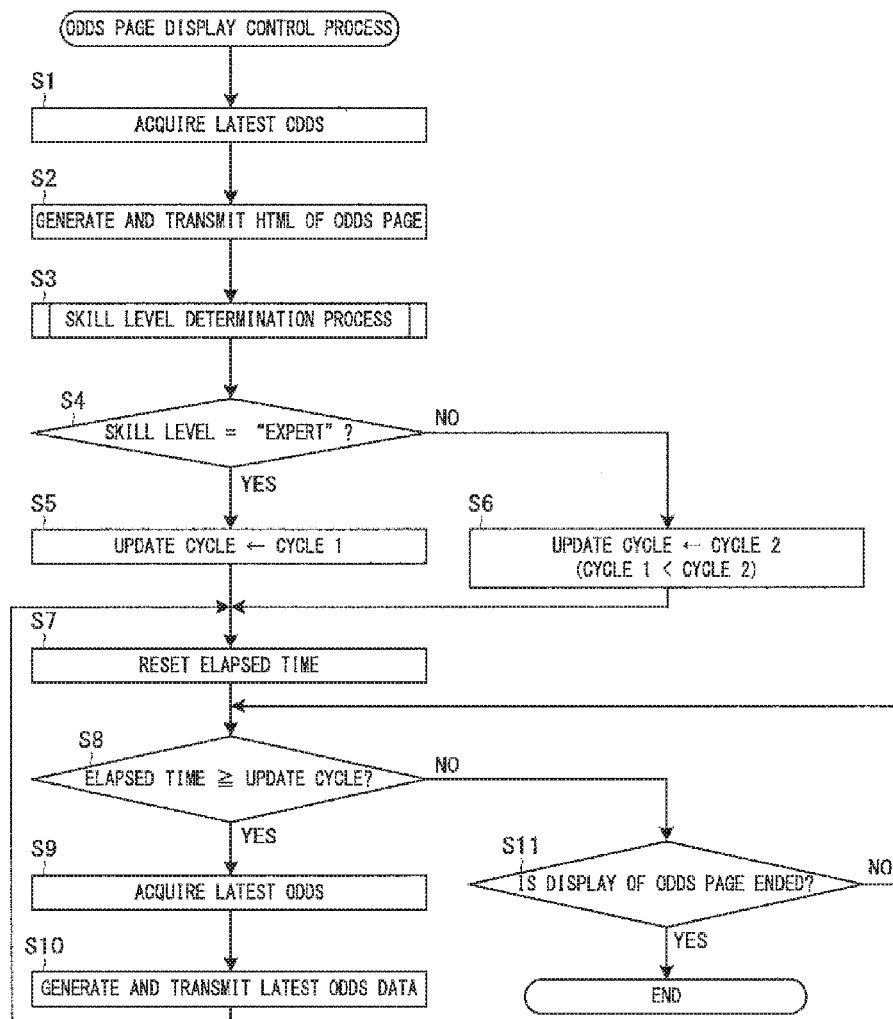 ODDS PAGE DISPLAY CONTROL PROCESS
S1
ACQUIRE LATEST ODDS
S2
GENERATE AND TRANSMIT HTML OF ODDS PAGE
S3
SKILL LEVEL DETERMINATION PROCESS
S4
SKILL LEVEL = “EXPERT”?
NO
YES
S5
UPDATE CYCLE ← CYCLE 1
S6
UPDATE CYCLE ← CYCLE 2
(CYCLE 1 < CYCLE 2)
S7
RESET ELAPSED TIME
S8
ELAPSED TIME ≧ UPDATE CYCLE?
NO
YES
S9
ACQUIRE LATEST ODDS
S11
IS DISPLAY OF ODDS PAGE ENDED?
NO
YES
S10
GENERATE AND TRANSMIT LATEST ODDS DATA
END